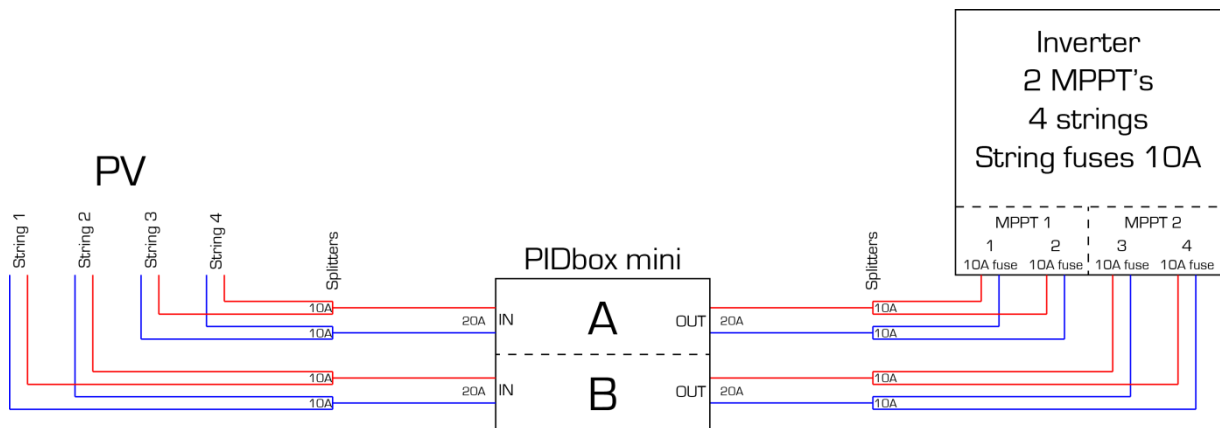 Inverter
2 MPPT's
4 strings
String fuses 10A
PV
String 1
String 2
String 3
String 4
Splitters
PIDbox mini
Splitters
MPPT 1
MPPT 2
1
2
3
4
10A fuse
10A fuse
10A fuse
10A fuse
10A
10A
20A
IN
A
OUT
20A
10A
10A
10A
10A
20A
IN
B
OUT
20A
10A
10A